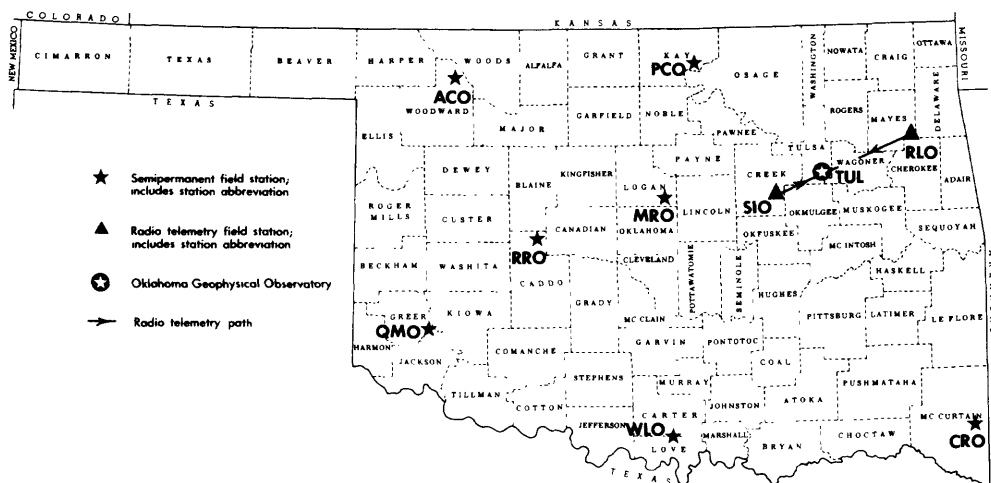 COLORADO
KANSAS
NEW MEXICO
MISSOURI
CIMARRON
TEXAS
BEAVER
HARPER
WOODS
ALFALFA
GRANT
KAY
OSAGE
WASHINGTON
NOWATA
CRAIG
OTTAWA
PCO
ACO
TEXAS
WOODWARD
MAJOR
GARFIELD
NOBLE
PAWNEE
ROGERS
MAYES
DELAWARE
ELLIS
TULSA
RLO
DEWEY
BLAINE
KINGFISHER
LOGAN
PAYNE
CREEK
WAGONER
TUL
CHEROKEE
ADAIR
Semipermanent field station;
includes station abbreviation
ROGER
MILLS
CUSTER
CANADIAN
MRO
OKLAHOMA
LINCOLN
SIO
OKMULGEE
MUSKOGEE
OKFUSKEE
SEQUOYAH
Radio telemetry field station;
includes station abbreviation
RRO
CLEVELAND
POTTAWATOMIE
SEMINOLE
MC INTOSH
BECKHAM
WASHITA
CADDO
HASKELL
Oklahoma Geophysical Observatory
GRADY
HUGHES
PITTSBURG
LATIMER
LE FLORE
GREER
KIOWA
MC CLAIN
Radio telemetry path
QMO
HARMON
JACKSON
COMANCHE
GARVIN
PONTOTOC
COAL
STEPHENS
MURRAY
PUSHMATAHA
TILLMAN
COTTON
JOHNSTON
ATOKA
JEFFERSON
CARTER
WLO
LOVE
MARSHALL
BRYAN
CHOCTAW
MC CURTAIN
CRO
TEXAS